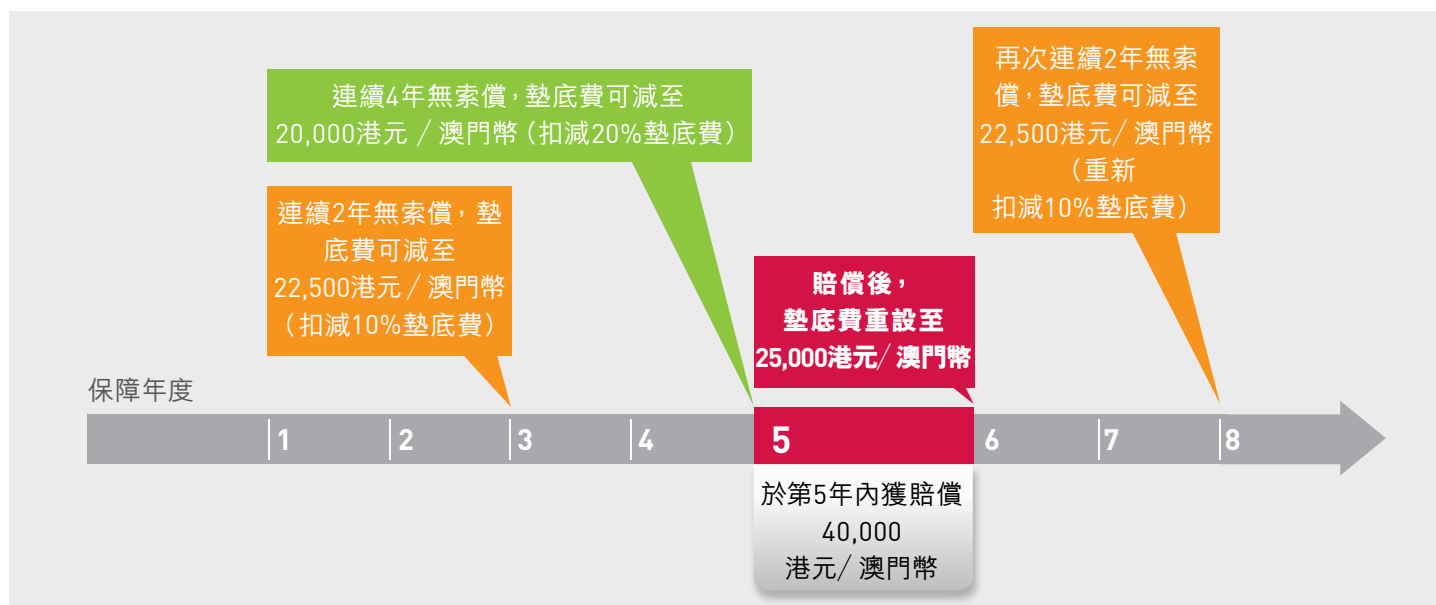 連續4年無索償，墊底費可減至
20,000港元 / 澳門幣（扣減20%墊底費）
連續2年無索償，墊
底費可減至
22,500港元 / 澳門幣
（扣減10%墊底費）
再次連續2年無索
償，墊底費可減至
22,500港元/ 澳門幣
（重新
扣減10%墊底費）
賠償後，
墊底費重設至
25,000港元/ 澳門幣
保障年度
1 2 3 4 5 6 7 8
於第5年內獲賠償
40,000
港元/ 澳門幣